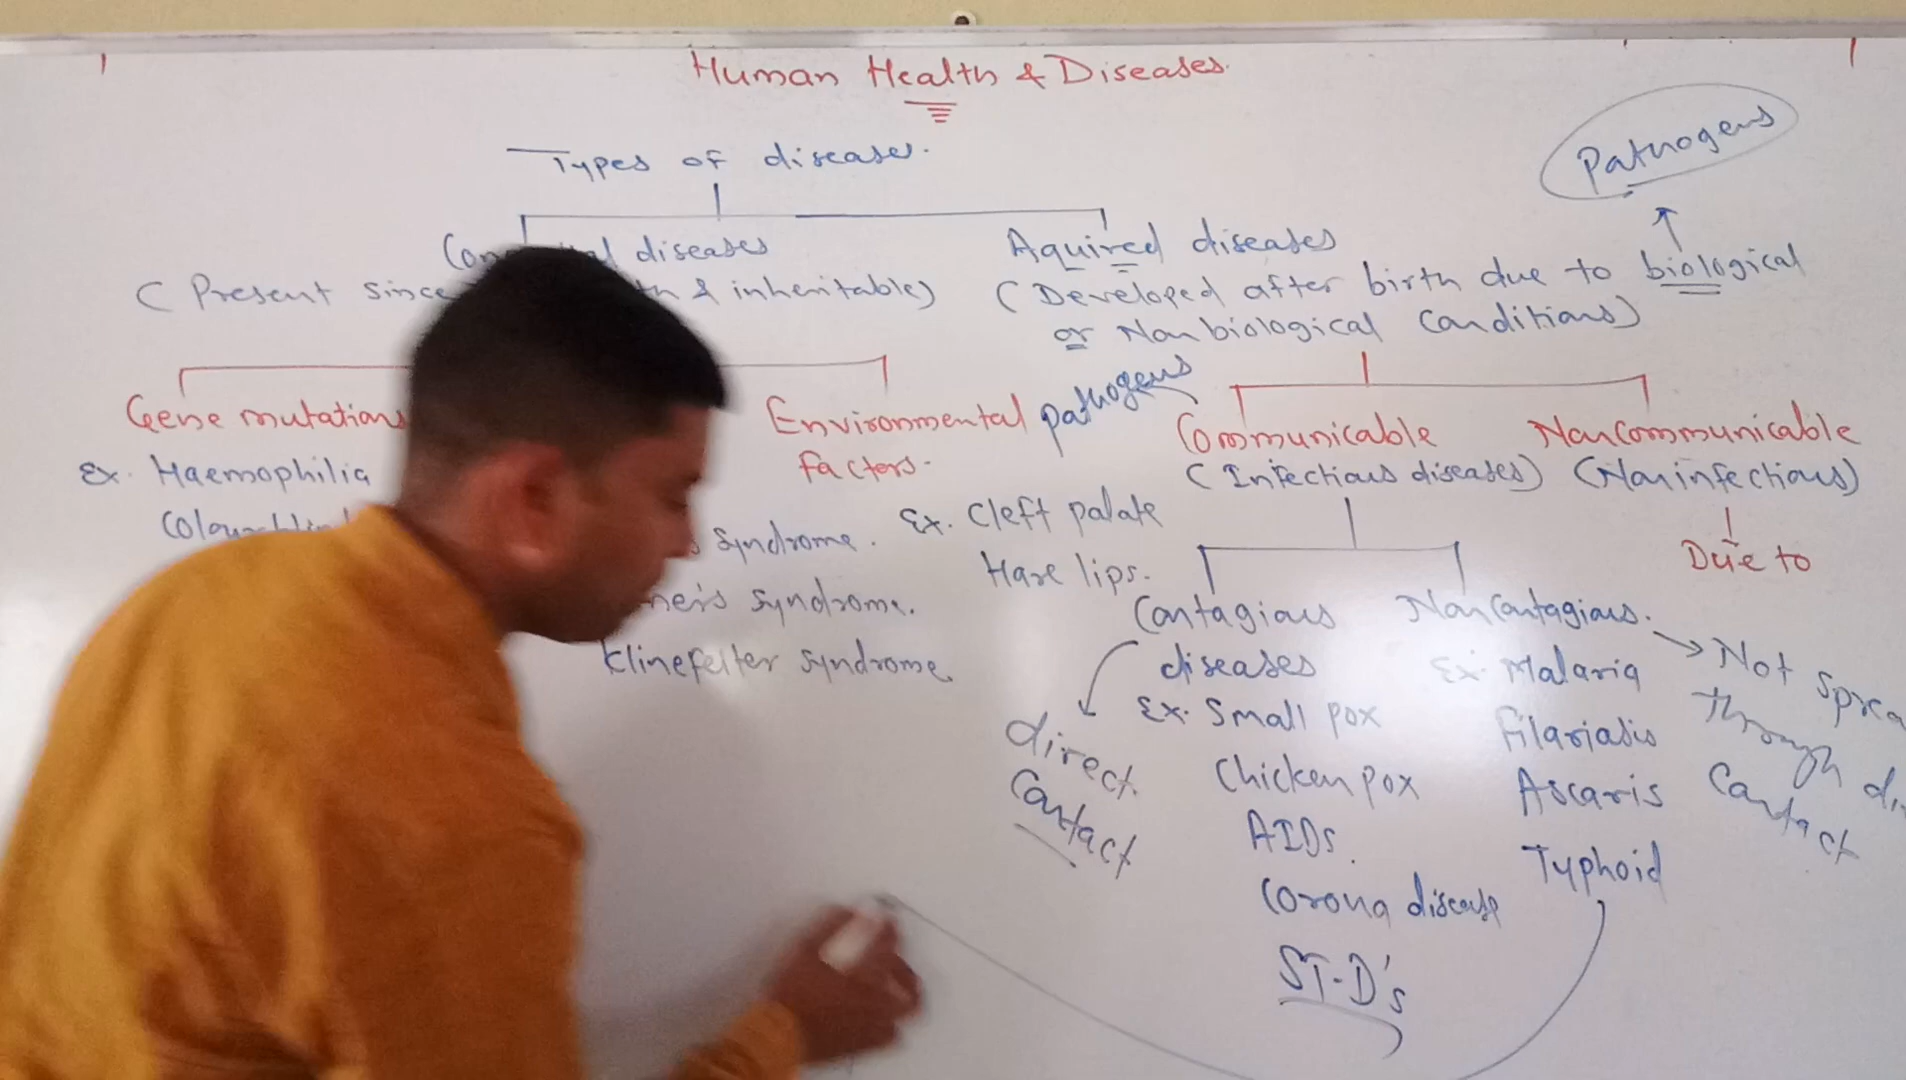 Human Health & Diseases.
Types of diseases.
diseases
(Present since & inheritable)
Aquired diseases
(Developed after birth due to biological
or Nonbiological Conditions)
Pathogens
Gene mutations
Ex. Haemophilia
Syndrome.
Syndrome.
Klinefelter Syndrome
Environmental
factors.
Ex. Cleft palate
Hare lips.
pathogens
Communicable
(Infectious diseases)
Contagious
diseases
Ex. Small pox
Chicken pox
AIDs.
Corona disease
ST-D's
direct
Contact
Noncontagious.
Ex. Malaria
Filariasis
Ascaris
Typhoid
Not
through
Contact
Noncommunicable
(Noninfectious)
Due to